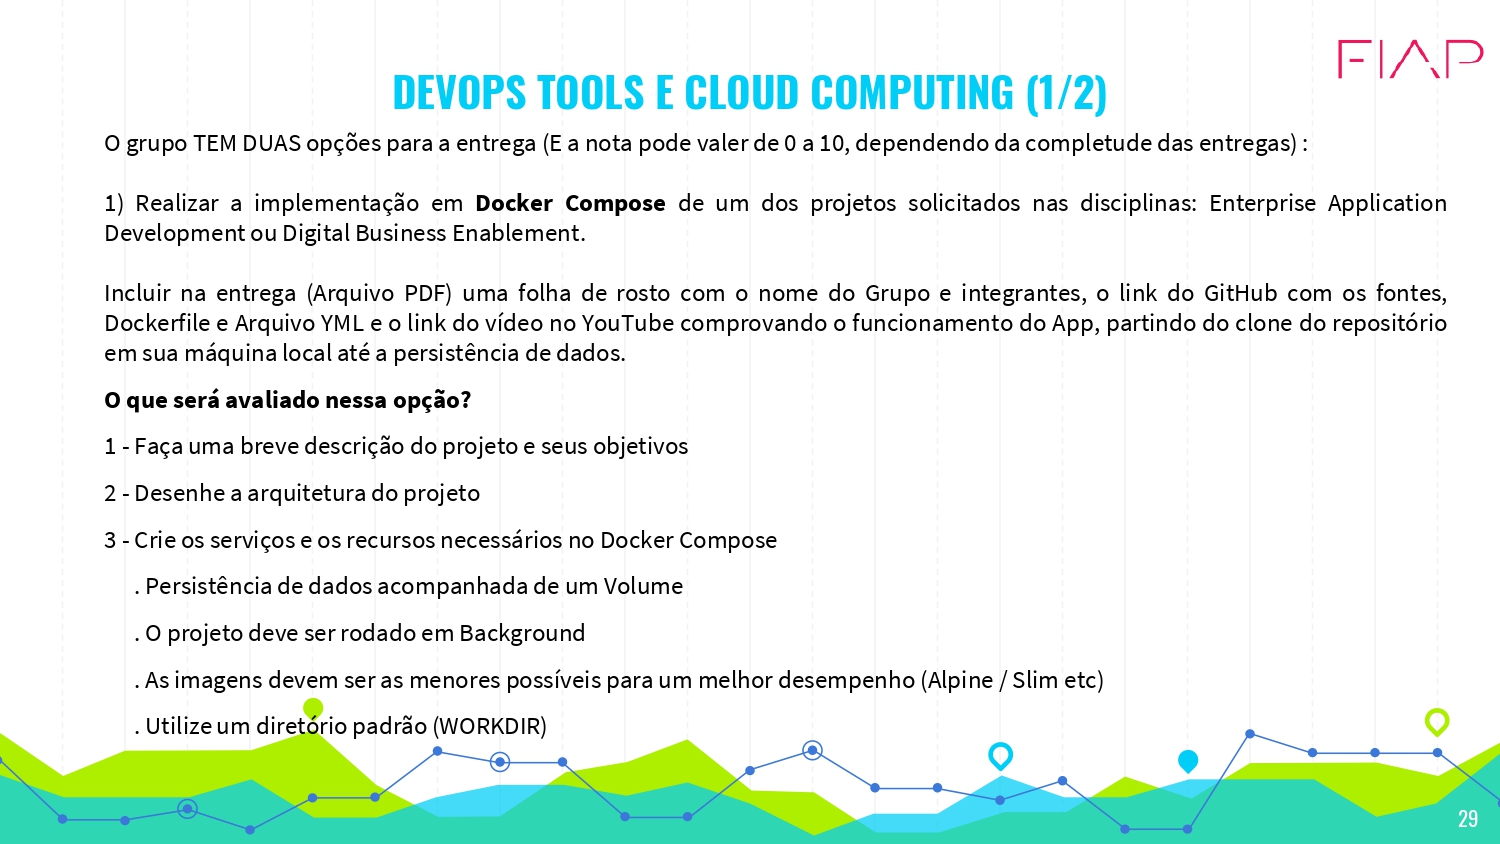 FIAP
DEVOPS TOOLS E CLOUD COMPUTING (1/2)
O grupo TEM DUAS opções para a entrega (E a nota pode valer de 0 a 10, dependendo da completude das entregas) :
1) Realizar a implementação em Docker Compose de um dos projetos solicitados nas disciplinas: Enterprise Application
Development ou Digital Business Enablement.
Incluir na entrega (Arquivo PDF) uma folha de rosto com o nome do Grupo e integrantes, o link do GitHub com os fontes,
Dockerfile e Arquivo YML e o link do vídeo no YouTube comprovando o funcionamento do App, partindo do clone do repositório
em sua máquina local até a persistência de dados.
O que será avaliado nessa opção?
1 - Faça uma breve descrição do projeto e seus objetivos
2 - Desenhe a arquitetura do projeto
3 - Crie os serviços e os recursos necessários no Docker Compose
. Persistência de dados acompanhada de um Volume
. O projeto deve ser rodado em Background
. As imagens devem ser as menores possíveis para um melhor desempenho (Alpine / Slim etc)
. Utilize um diretório padrão (WORKDIR)
29